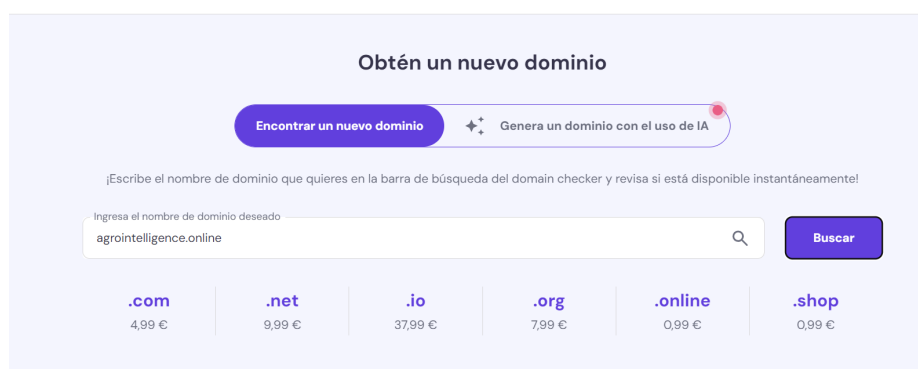 Obtén un nuevo dominio
Encontrar un nuevo dominio
Genera un dominio con el uso de IA
¡Escribe el nombre de dominio que quieres en la barra de búsqueda del domain checker y revisa si está disponible instantáneamente!
Ingresa el nombre de dominio deseado
agrointelligence.online
Buscar
.com .net .io .org .online .shop
4,99 € 9,99 € 37,99 € 7,99 € 0,99 € 0,99 €